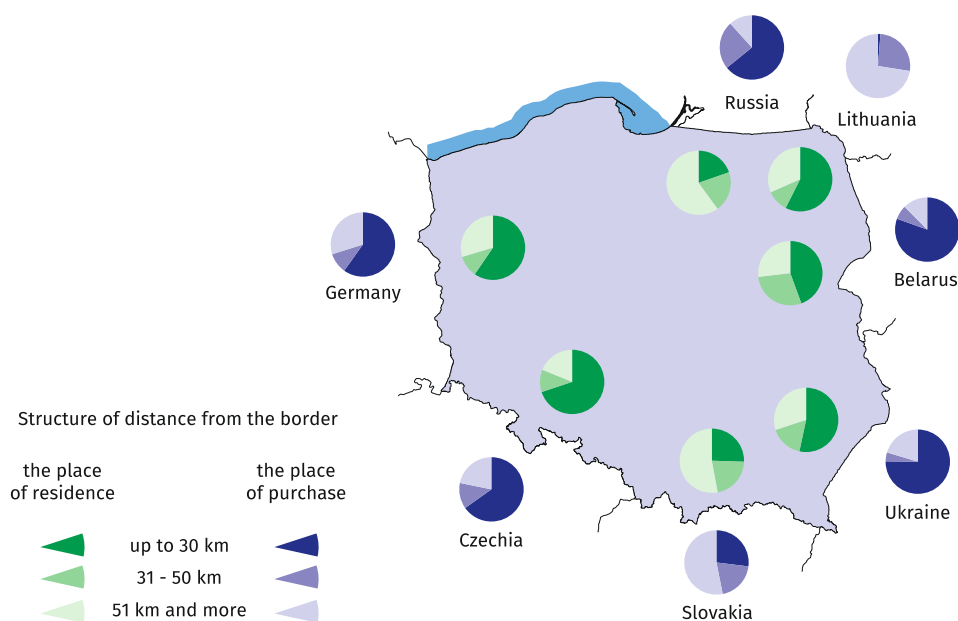 Russia
Lithuania
Germany
Belarus
Structure of distance from the border
the place
of residence
the place
of purchase
Czechia
Ukraine
up to 30 km
31 - 50 km
51 km and more
Slovakia